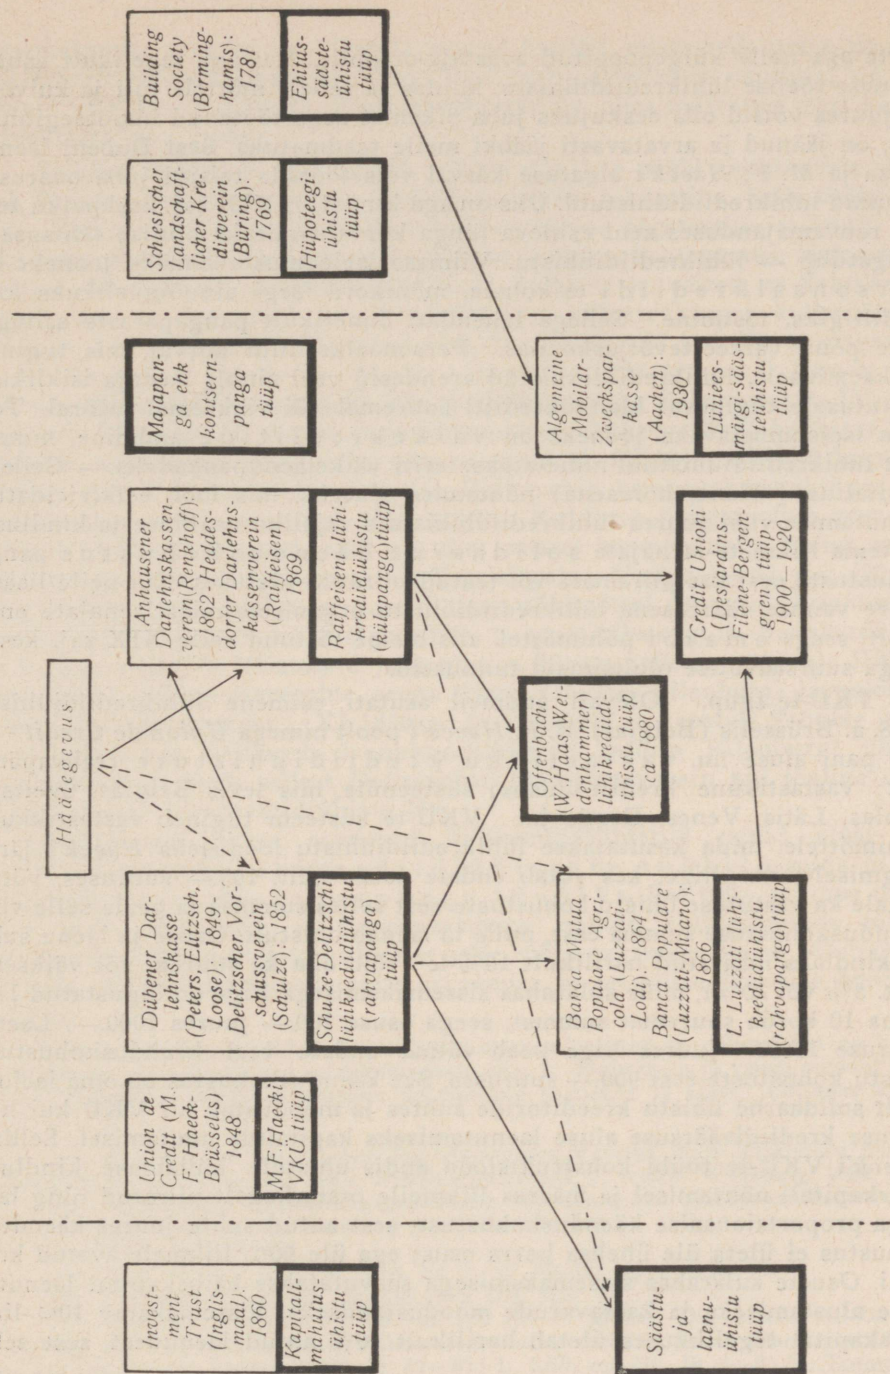 Häätegevus
Invest-
ment
Trust
(Inglis-
maal):
1860
Kapitali-
mahutus-
ühistu
tüüp
Union de
Credit (M.
F. Haeck-
Brüsselis)
1848
M.F. Haecki
VKÜ tüüp
Dübener Dar-
lehnskasse
(Peters, Elitzsch,
Loose): 1849-
Delitzscher Vor-
schussverein
(Schulze): 1852
Schulze-Delitzschi
lühikrediidiühistu
(rahvapanga)
tüüp
Anhausener
Darlehnskassen
verein(Renkhoff):
1862-Heddes-
dorfer Darlehns-
kassenverein
(Raiffeisen)
1869
Raiffeiseni lühi-
krediidiühistu
(külapanga)tüüp
Majapan-
ga ehk
kontsern-
panga
tüüp
Schlesischer
Landschaft-
licher Kre-
ditverein
(Büring):
1769
Hüpoteegi-
ühistu
tüüp
Building
Society
(Birming-
hamis):
1781
Ehitus-
sääste-
ühistu
tüüp
Säästu-
ja
laenu-
ühistu
tüüp
Banca Mutua
Populare Agri-
cola (Luzzati-
Lodi): 1864 -
Banca Populare
(Luzzati-Milano):
1866
L. Luzzati lühi-
krediidiühistu
(rahvapanga)tüüp
Offenbachi
(W.Haas,Wei-
denhammer)
lühikrediidi-
ühistu tüüp
ca 1880
Credit Unioni
(Desjardins-
Filene-Bergen-
gren) tüüp:
1900-1920
Algemeine
Mobilar-
Zweckspar-
kasse
(Aachen):
1930
Lühiees-
märgi-sääs-
teühistu
tüüp